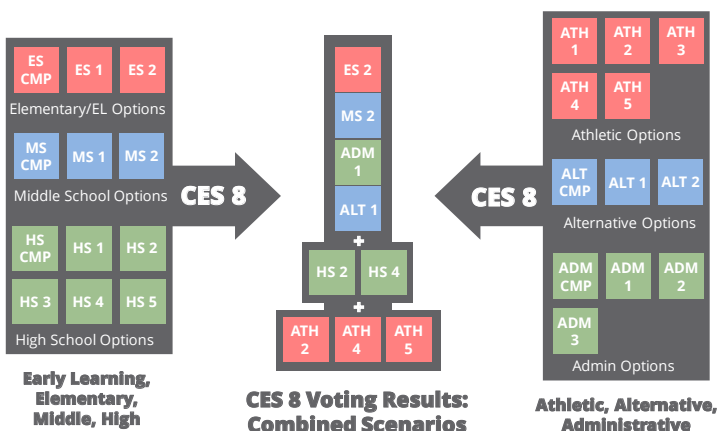 ES
CMP
ES 1
ES 2
Elementary/EL Options
MS
CMP
MS 1
MS 2
Middle School Options
HS
CMP
HS 1
HS 2
HS 3
HS 4
HS 5
High School Options
Early Learning,
Elementary,
Middle, High
CES 8
ES 2
MS 2
ADM
1
ALT 1
+
HS 2
HS 4
+
ATH
2
ATH
4
ATH
5
CES 8 Voting Results:
Combined Scenarios
CES 8
ATH
1
ATH
2
ATH
3
ATH
4
ATH
5
Athletic Options
ALT
CMP
ALT 1
ALT 2
Alternative Options
ADM
CMP
ADM
1
ADM
2
ADM
3
Admin Options
Athletic, Alternative,
Administrative